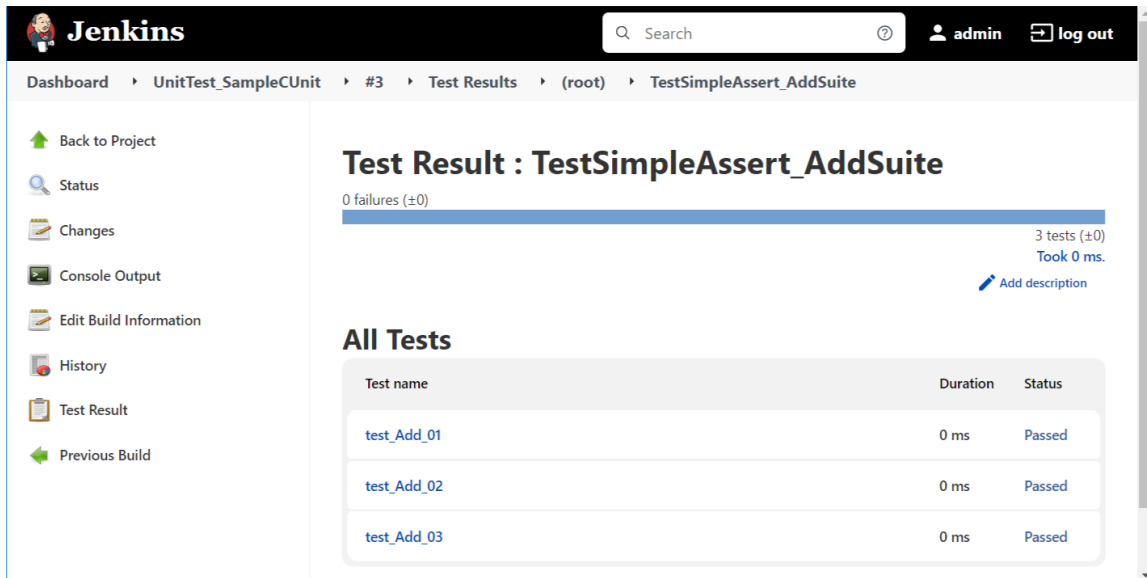 Jenkins
Search
admin
log out
Dashboard UnitTest_SampleCUnit #3 Test Results (root) TestSimpleAssert_AddSuite
Back to Project
Status
Changes
Console Output
Edit Build Information
History
Test Result
Previous Build
Test Result : TestSimpleAssert_AddSuite
0 failures (±0)
3 tests (±0)
Took 0 ms.
Add description
All Tests
Test name Duration Status
test_Add_01 0 ms Passed
test_Add_02 0 ms Passed
test_Add_03 0 ms Passed